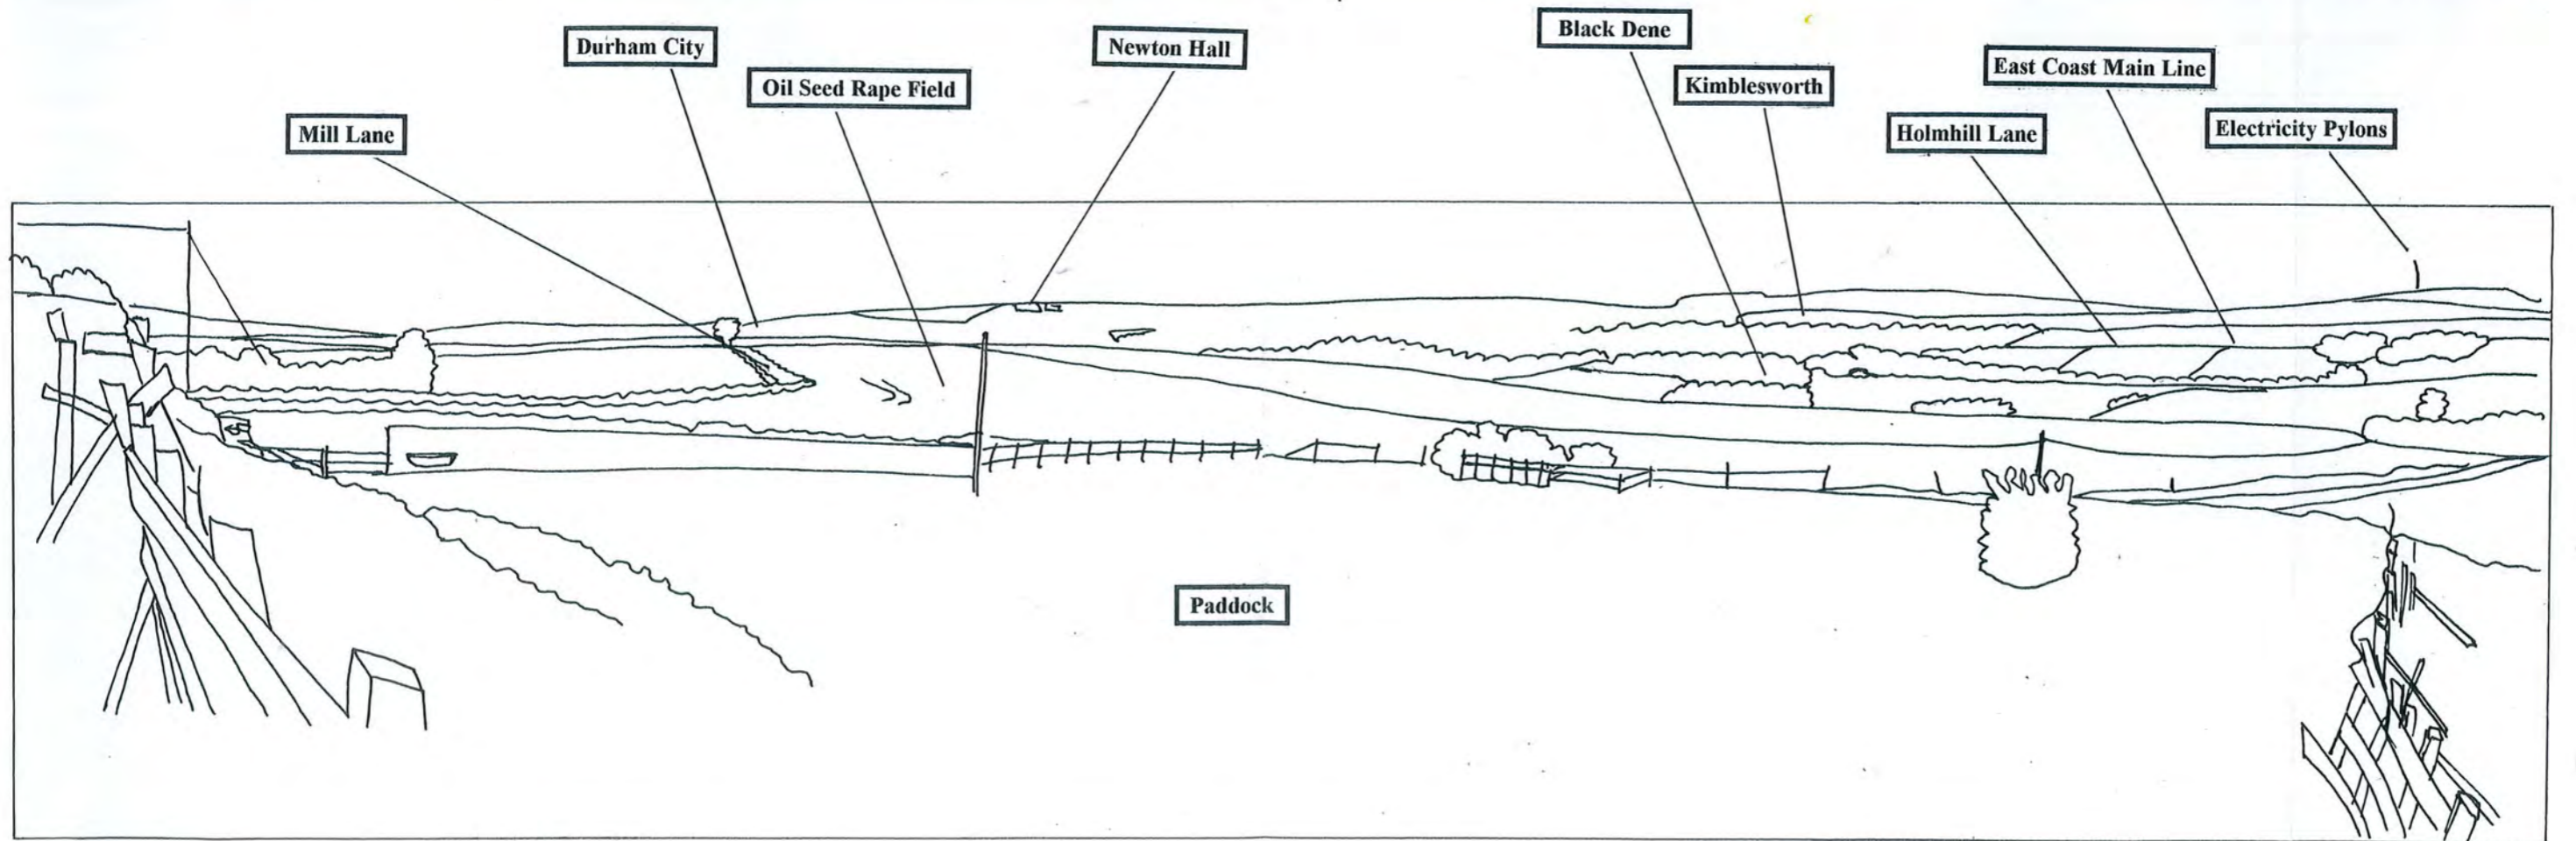 Mill Lane
Durham City
Oil Seed Rape Field
Newton Hall
Black Dene
Kimblesworth
Holmhill Lane
East Coast Main Line
Electricity Pylons
Paddock